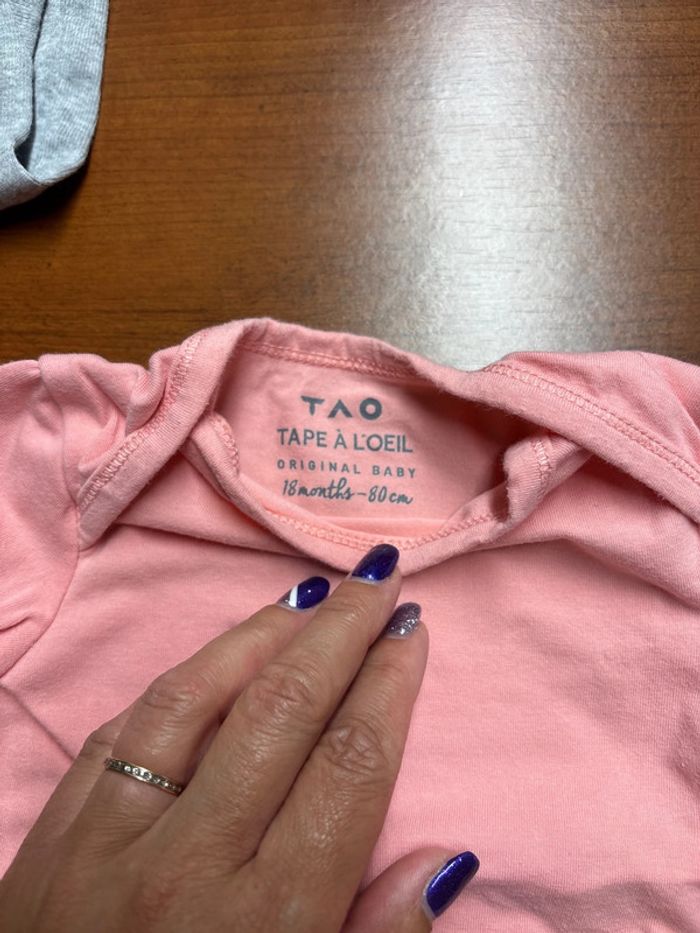 TAO
TAPE À L'OEIL
ORIGINAL BABY
18 months - 80 cm